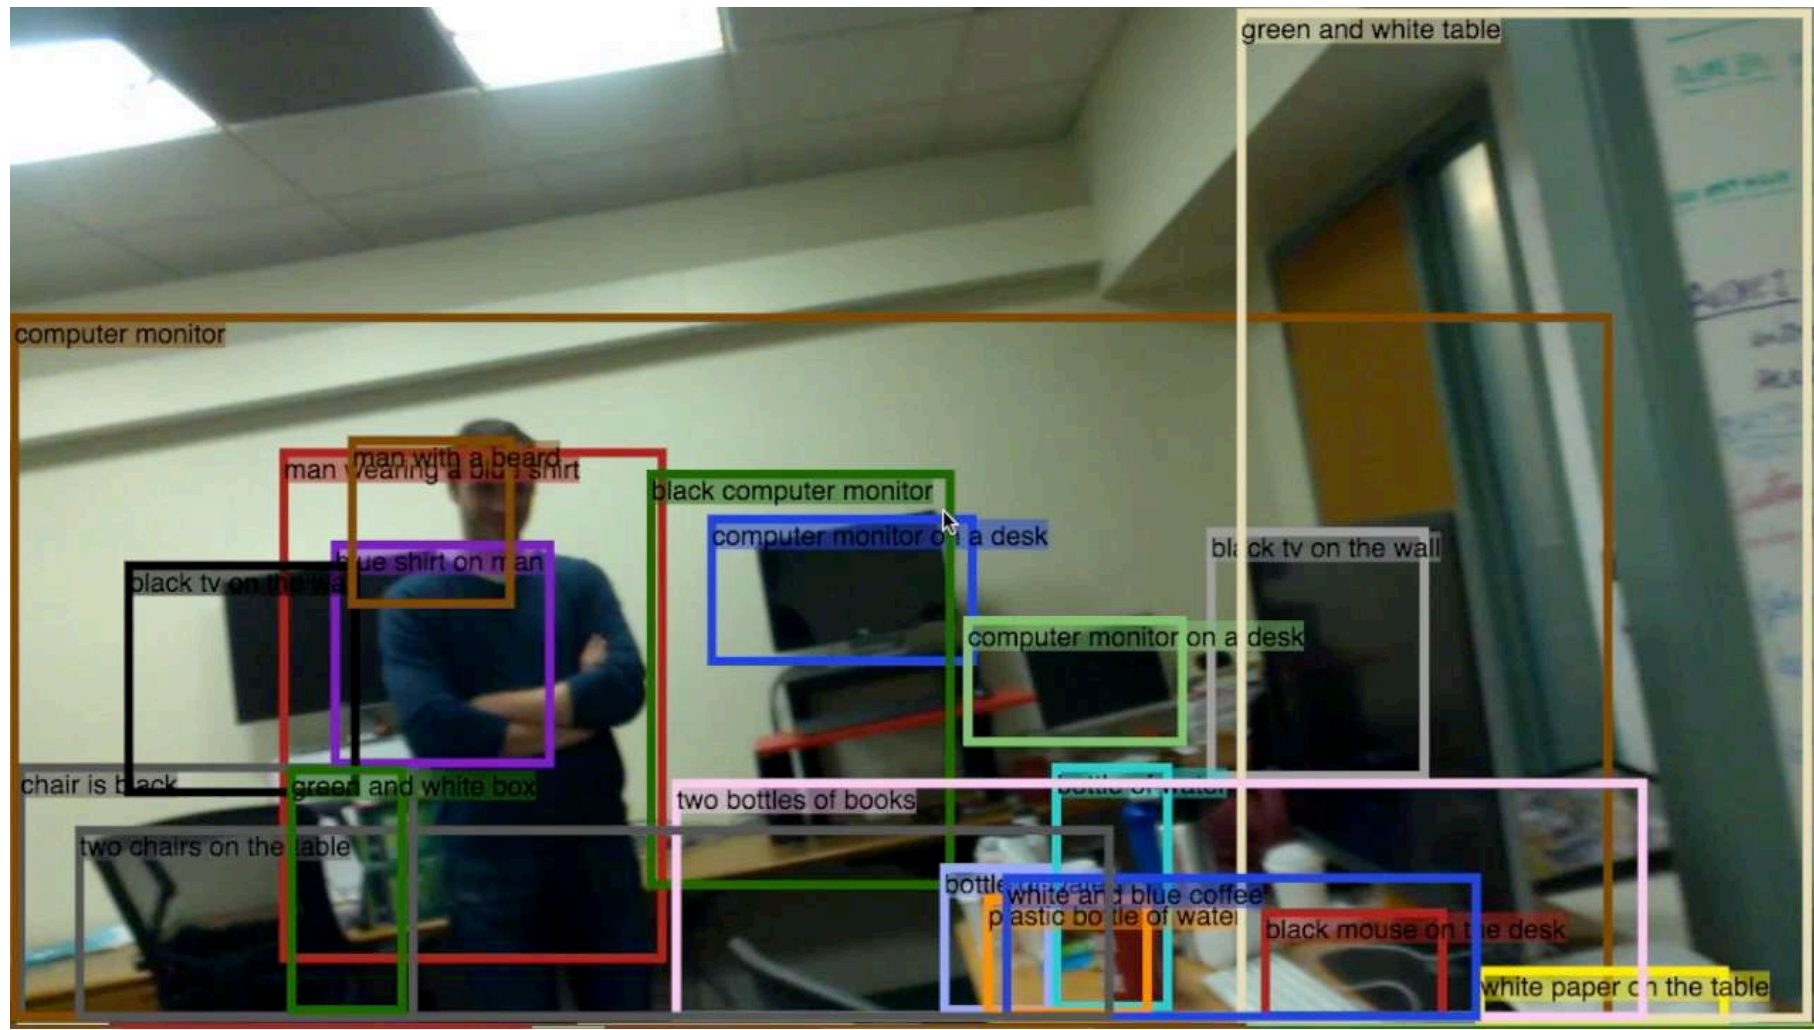 green and white table
computer monitor
man with a beard
man wearing a blue shirt
black computer monitor
computer monitor on a desk
blue shirt on man
black tv on the wall
black tv on the wa
computer monitor on a desk
chair is black
green and white box
bottle of water
two bottles of books
two chairs on the table
bottle of
white and blue coffee
plastic bottle of water
black mouse on the desk
white paper on the table